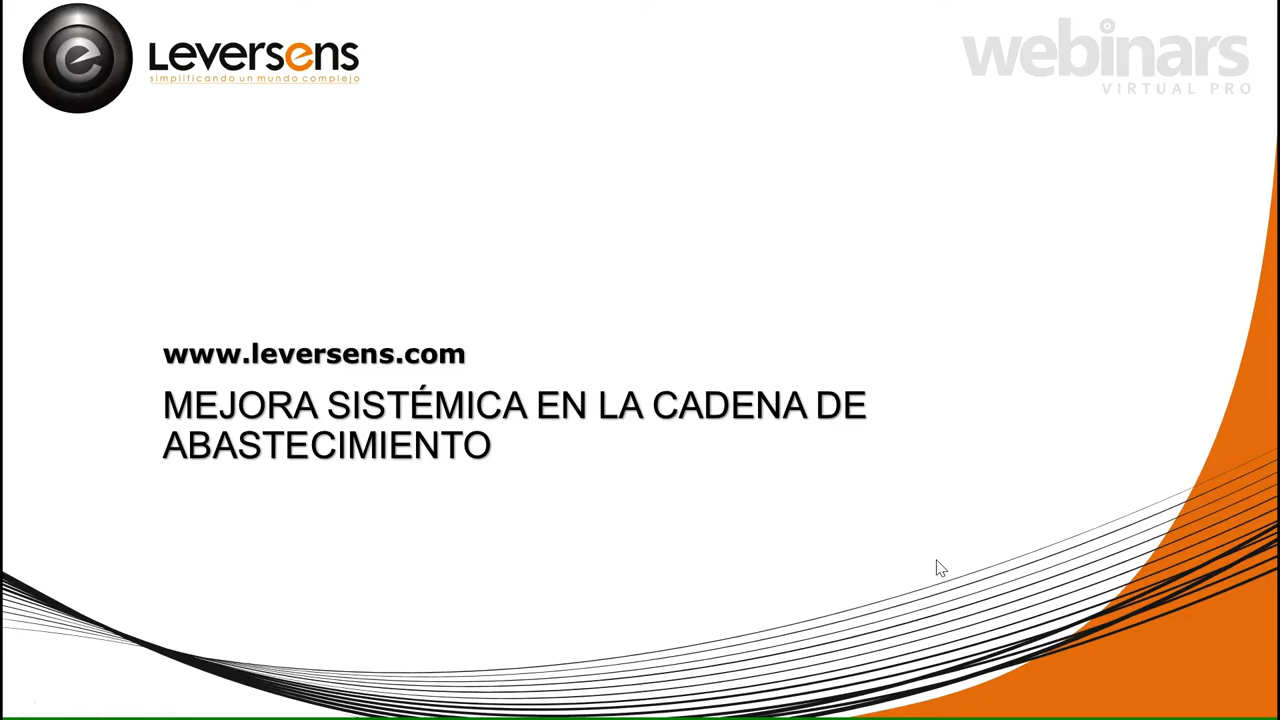 e Leversens
simplificando un mundo complejo
webinars
VIRTUAL PRO
www.leversens.com
MEJORA SISTÉMICA EN LA CADENA DE
ABASTECIMIENTO